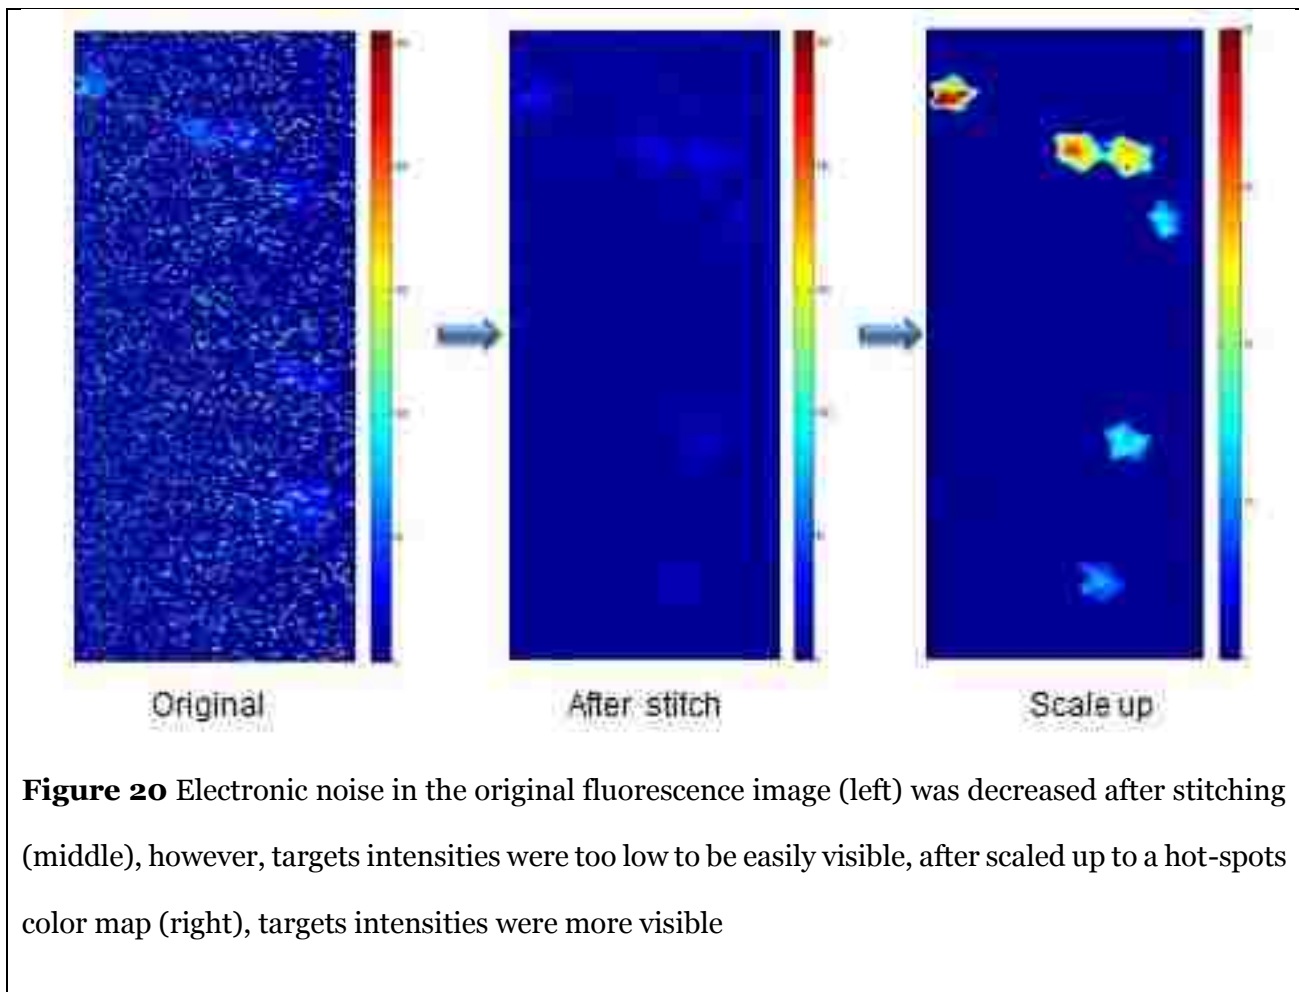 Original After stitch Scale up
Figure 20 Electronic noise in the original fluorescence image (left) was decreased after stitching
(middle), however, targets intensities were too low to be easily visible, after scaled up to a hot-spots
color map (right), targets intensities were more visible